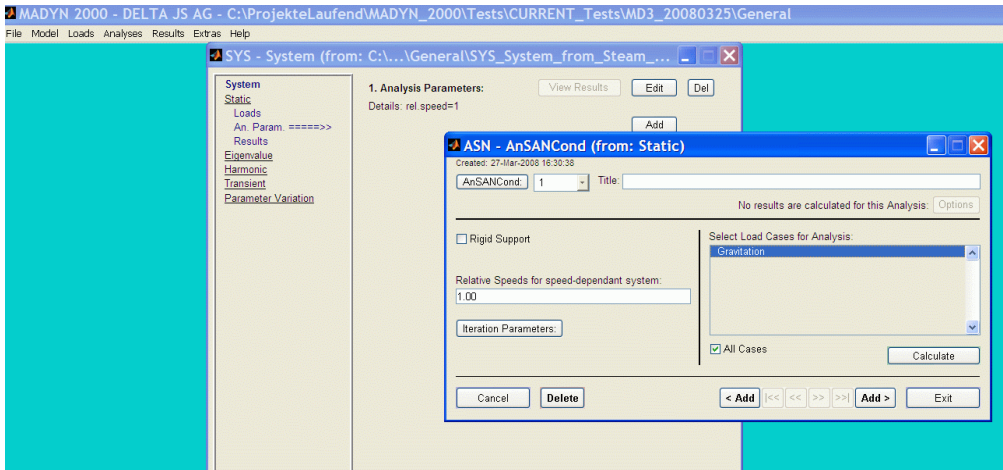 MADYN 2000 - DELTA JS AG - C:\ProjekteLaufend\MADYN_2000\Tests\CURRENT_Tests\MD3_20080325\General
File Model Loads Analyses Results Extras Help
SYS - System (from: C:\...\General\SYS_System_from_Steam_...
System
Static
Loads
An. Param. =====>>
Results
Eigenvalue
Harmonic
Transient
Parameter Variation
1. Analysis Parameters:
View Results
Edit
Del
Details: rel.speed=1
Add
ASN - AnSANCond (from: Static)
Created: 27-Mar-2008 16:30:38
AnSANCond:
1
Title:
No results are calculated for this Analysis:
Options
Rigid Support
Relative Speeds for speed-dependant system:
1.00
Iteration Parameters:
Select Load Cases for Analysis:
Gravitation
All Cases
Calculate
Cancel
Delete
< Add
|<<
<<
>>
>>|
Add >
Exit